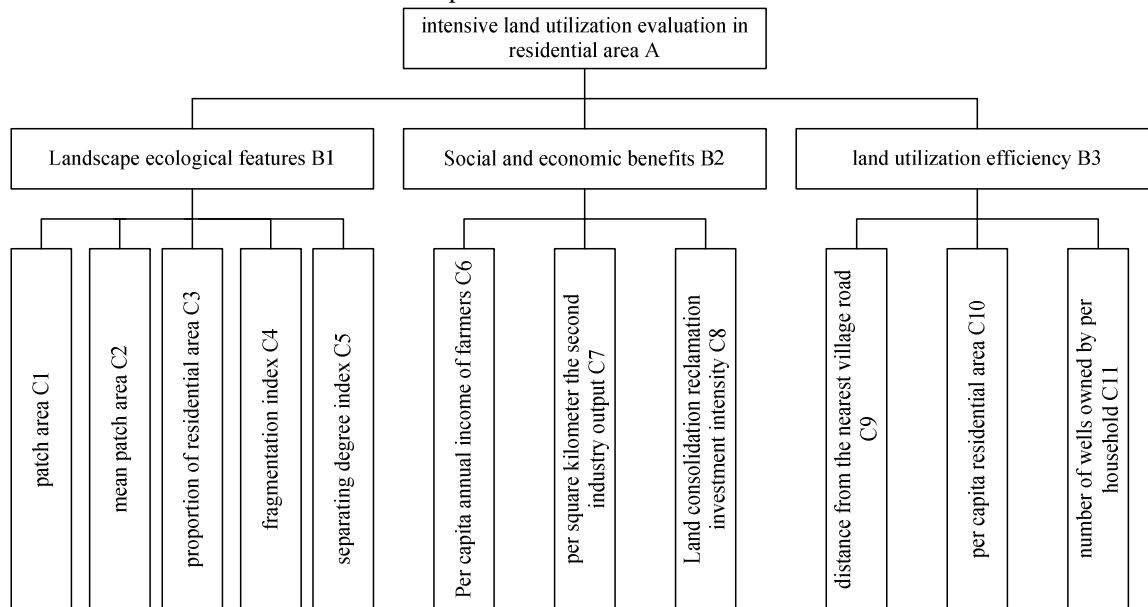 intensive land utilization evaluation in
residential area A
Landscape ecological features B1
Social and economic benefits B2
land utilization efficiency B3
patch area C1
mean patch area C2
proportion of residential area C3
fragmentation index C4
separating degree index C5
Per capita annual income of farmers C6
per square kilometer the second
industry output C7
Land consolidation reclamation
investment intensity C8
distance from the nearest village road
C9
per capita residential area C10
number of wells owned by per
household C11